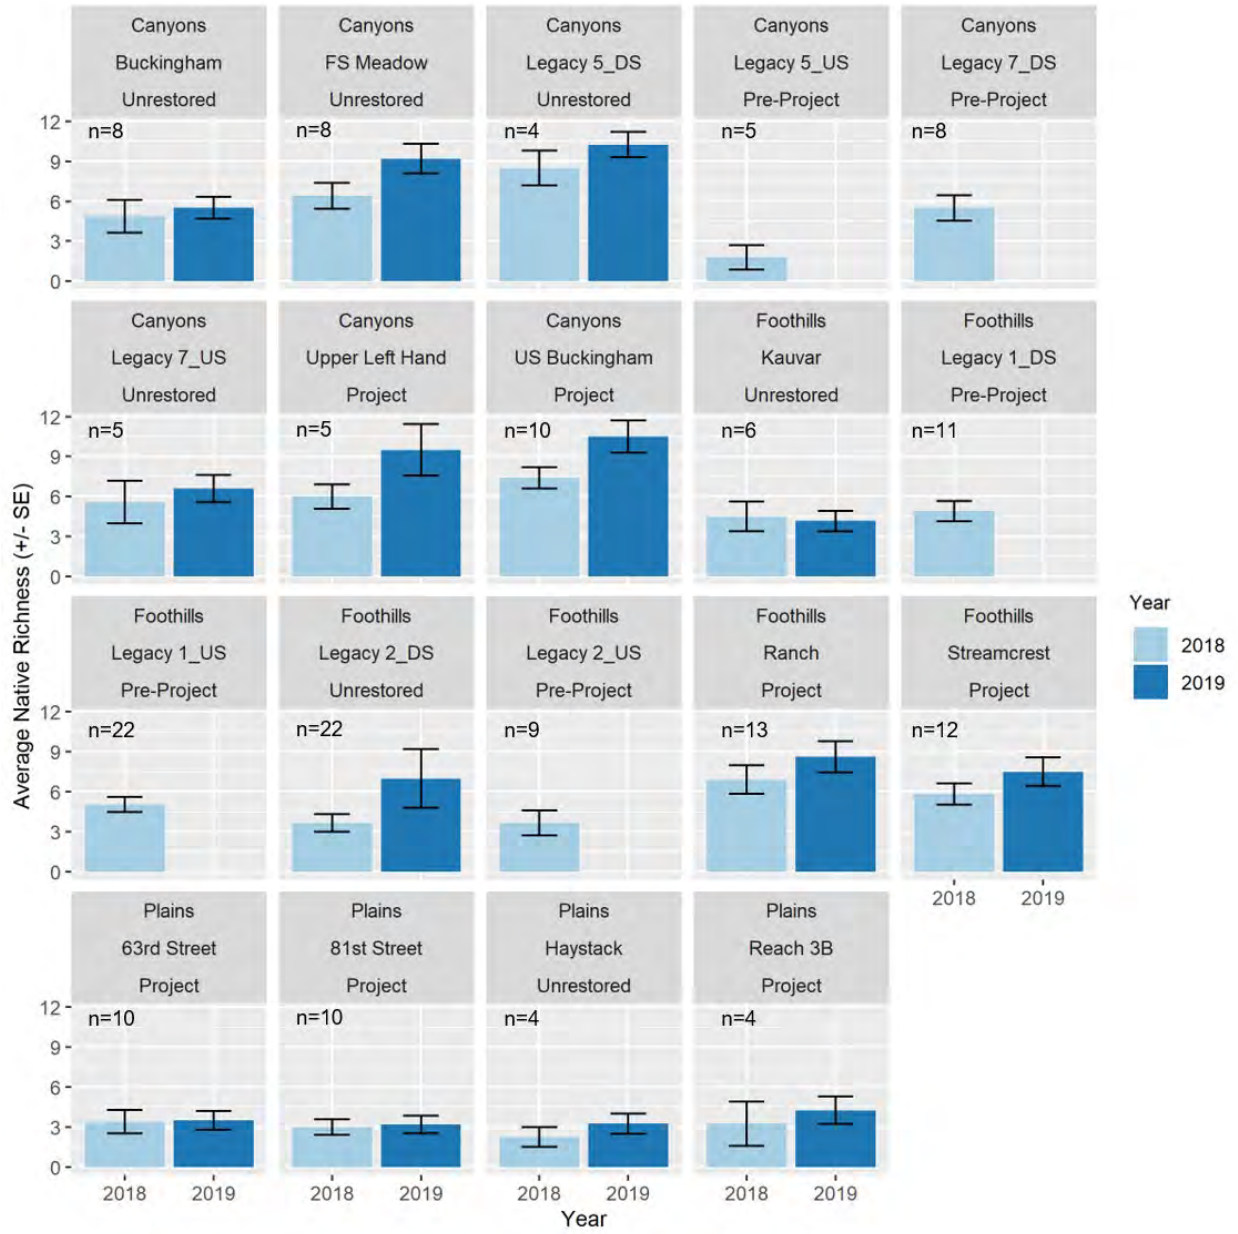 Canyons
Buckingham
Unrestored
Canyons
FS Meadow
Unrestored
Canyons
Legacy 5_DS
Unrestored
Canyons
Legacy 5_US
Pre-Project
Canyons
Legacy 7_DS
Pre-Project
12
9
6
3
0
n=8
n=8
n=4
n=5
n=8
Canyons
Legacy 7_US
Unrestored
Canyons
Upper Left Hand
Project
Canyons
US Buckingham
Project
Foothills
Kauvar
Unrestored
Foothills
Legacy 1_DS
Pre-Project
12
9
6
3
0
n=5
n=5
n=10
n=6
n=11
Average Native Richness (+/- SE)
Foothills
Legacy 1_US
Pre-Project
Foothills
Legacy 2_DS
Unrestored
Foothills
Legacy 2_US
Pre-Project
Foothills
Ranch
Project
Foothills
Streamcrest
Project
12
9
6
3
0
n=22
n=22
n=9
n=13
n=12
2018
2019
Year
2018
2019
Plains
63rd Street
Project
Plains
81st Street
Project
Plains
Haystack
Unrestored
Plains
Reach 3B
Project
12
9
6
3
0
n=10
n=10
n=4
n=4
2018
2019
2018
2019
2018
2019
2018
2019
Year